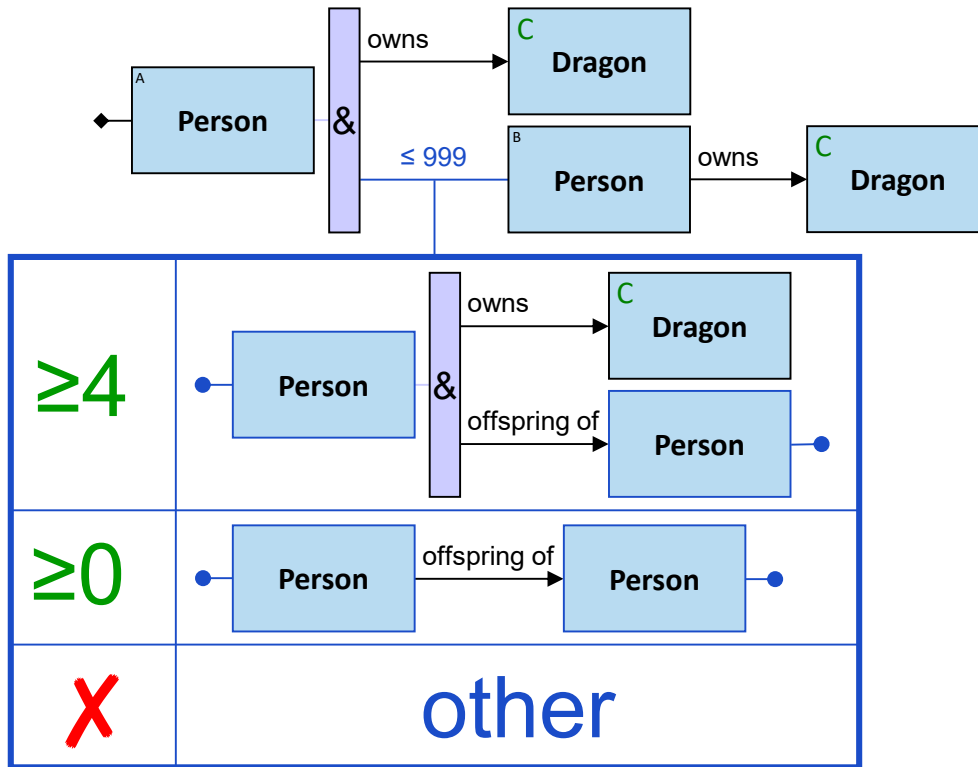 owns
C
Dragon
A
Person
&
≤ 999
B
Person
owns
C
Dragon
≥4
Person
&
owns
C
Dragon
offspring of
Person
≥0
Person
offspring of
Person
✗
other